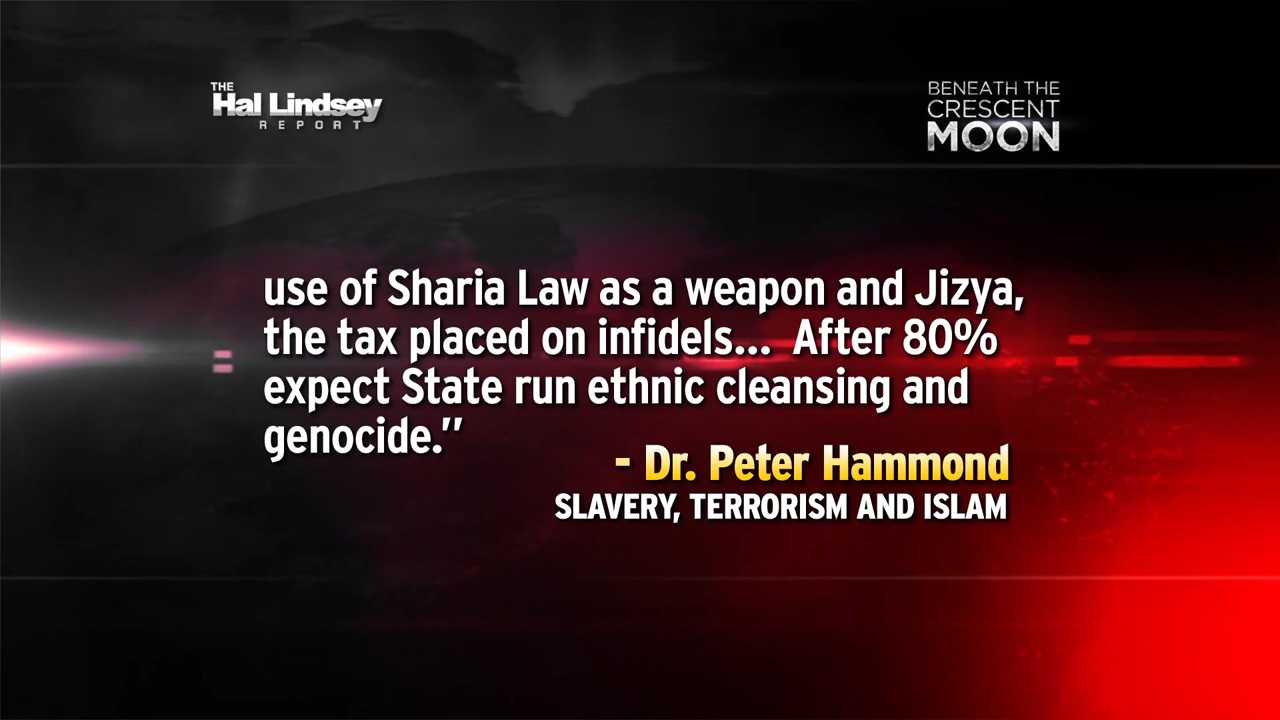 THE
Hal Lindsey
REPORT
BENEATH THE
CRESCENT
MOON
use of Sharia Law as a weapon and Jizya,
the tax placed on infidels... After 80%
expect State run ethnic cleansing and
genocide.”
- Dr. Peter Hammond
SLAVERY, TERRORISM AND ISLAM